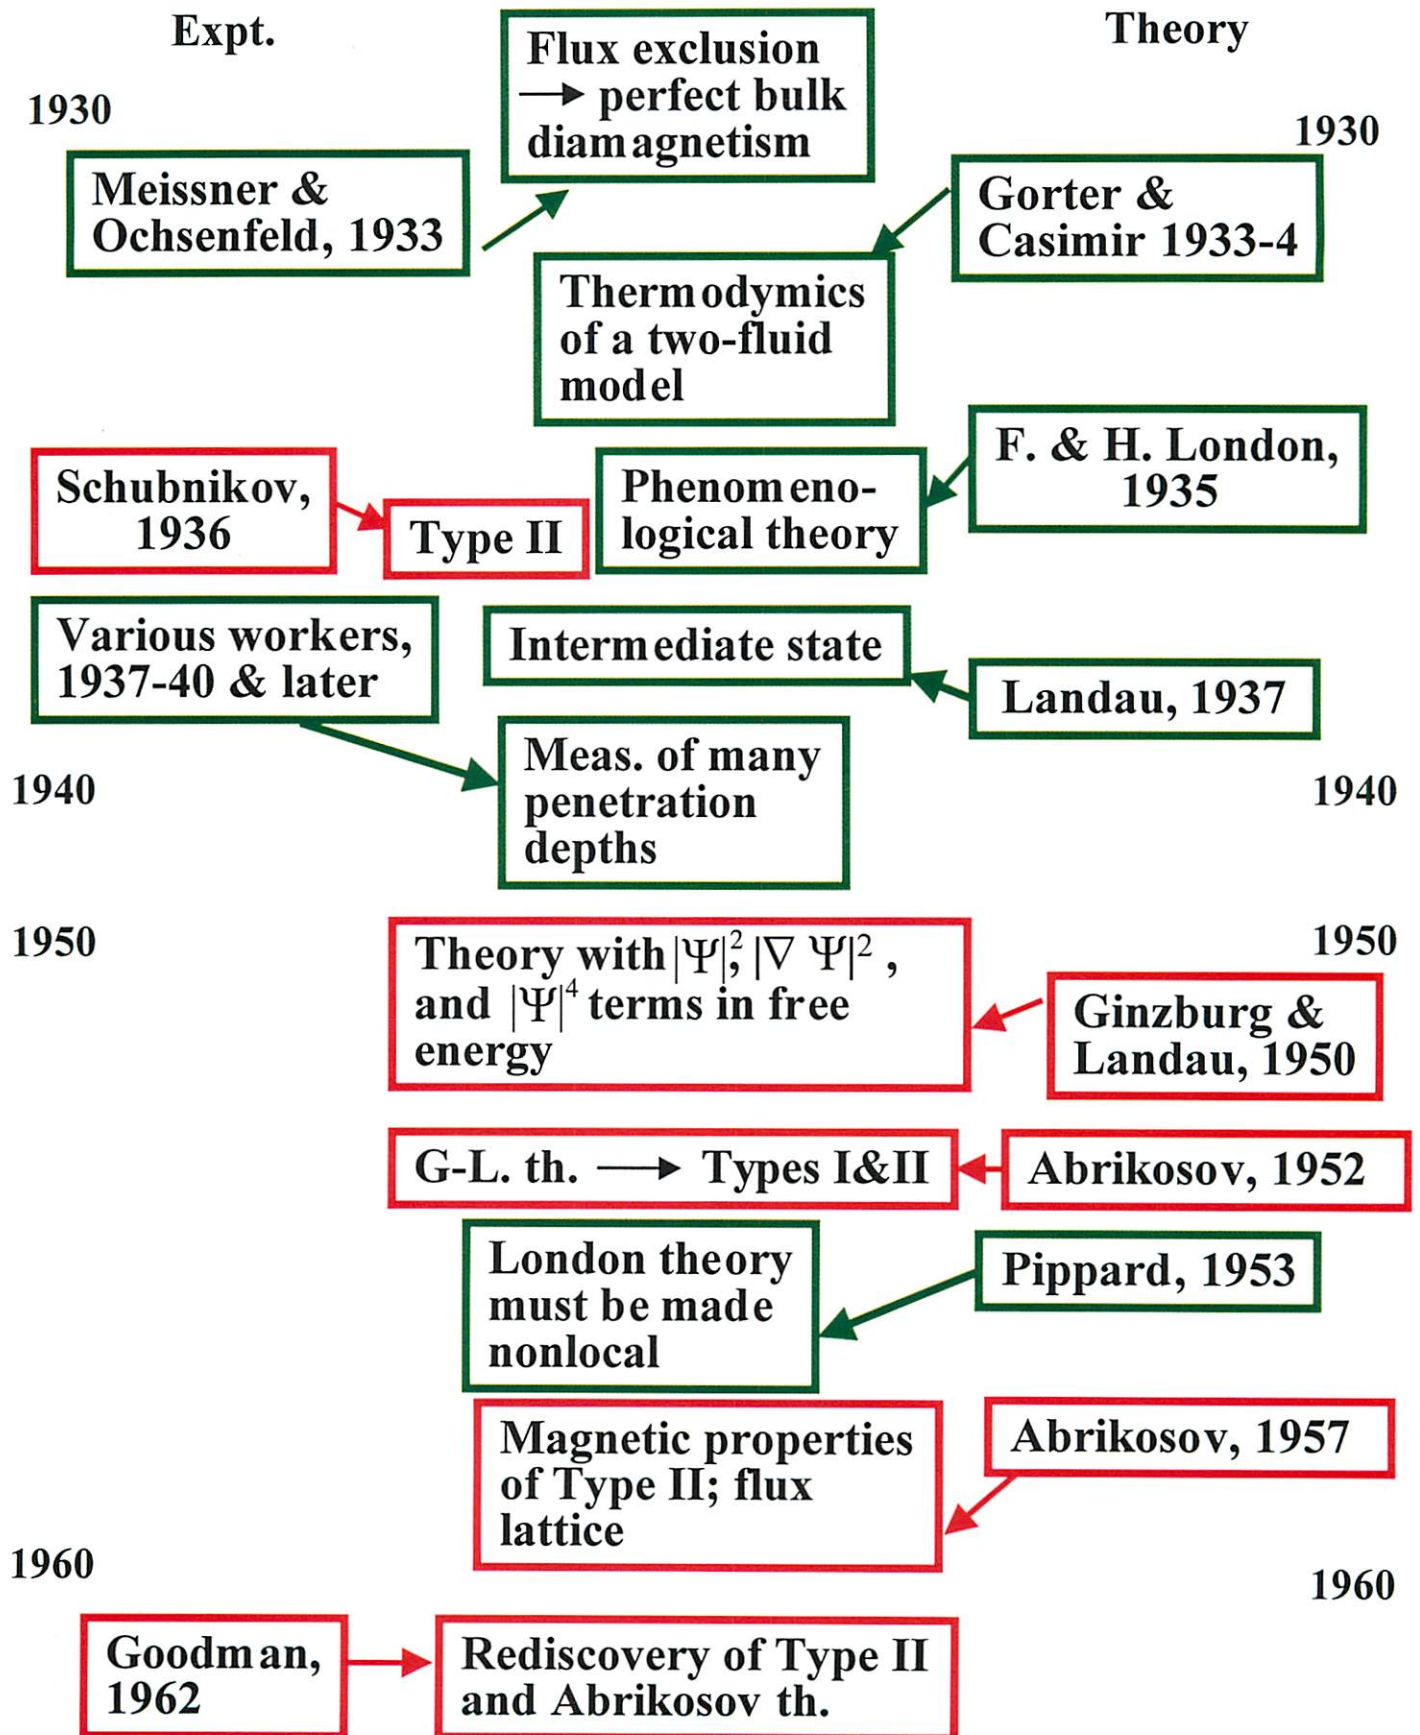 Expt.
Theory
1930
1930
Flux exclusion
→ perfect bulk
diamagnetism
Meissner &
Ochsenfeld, 1933
Gorter &
Casimir 1933-4
Thermodymics
of a two-fluid
model
F. & H. London,
1935
Schubnikov,
1936
Type II
Phenomeno-
logical theory
Various workers,
1937-40 & later
Intermediate state
Landau, 1937
Meas. of many
penetration
depths
1940
1940
1950
1950
Theory with |Ψ|², |∇ Ψ|² ,
and |Ψ|⁴ terms in free
energy
Ginzburg &
Landau, 1950
G-L. th. → Types I&II
Abrikosov, 1952
London theory
must be made
nonlocal
Pippard, 1953
Magnetic properties
of Type II; flux
lattice
Abrikosov, 1957
1960
1960
Goodman,
1962
Rediscovery of Type II
and Abrikosov th.